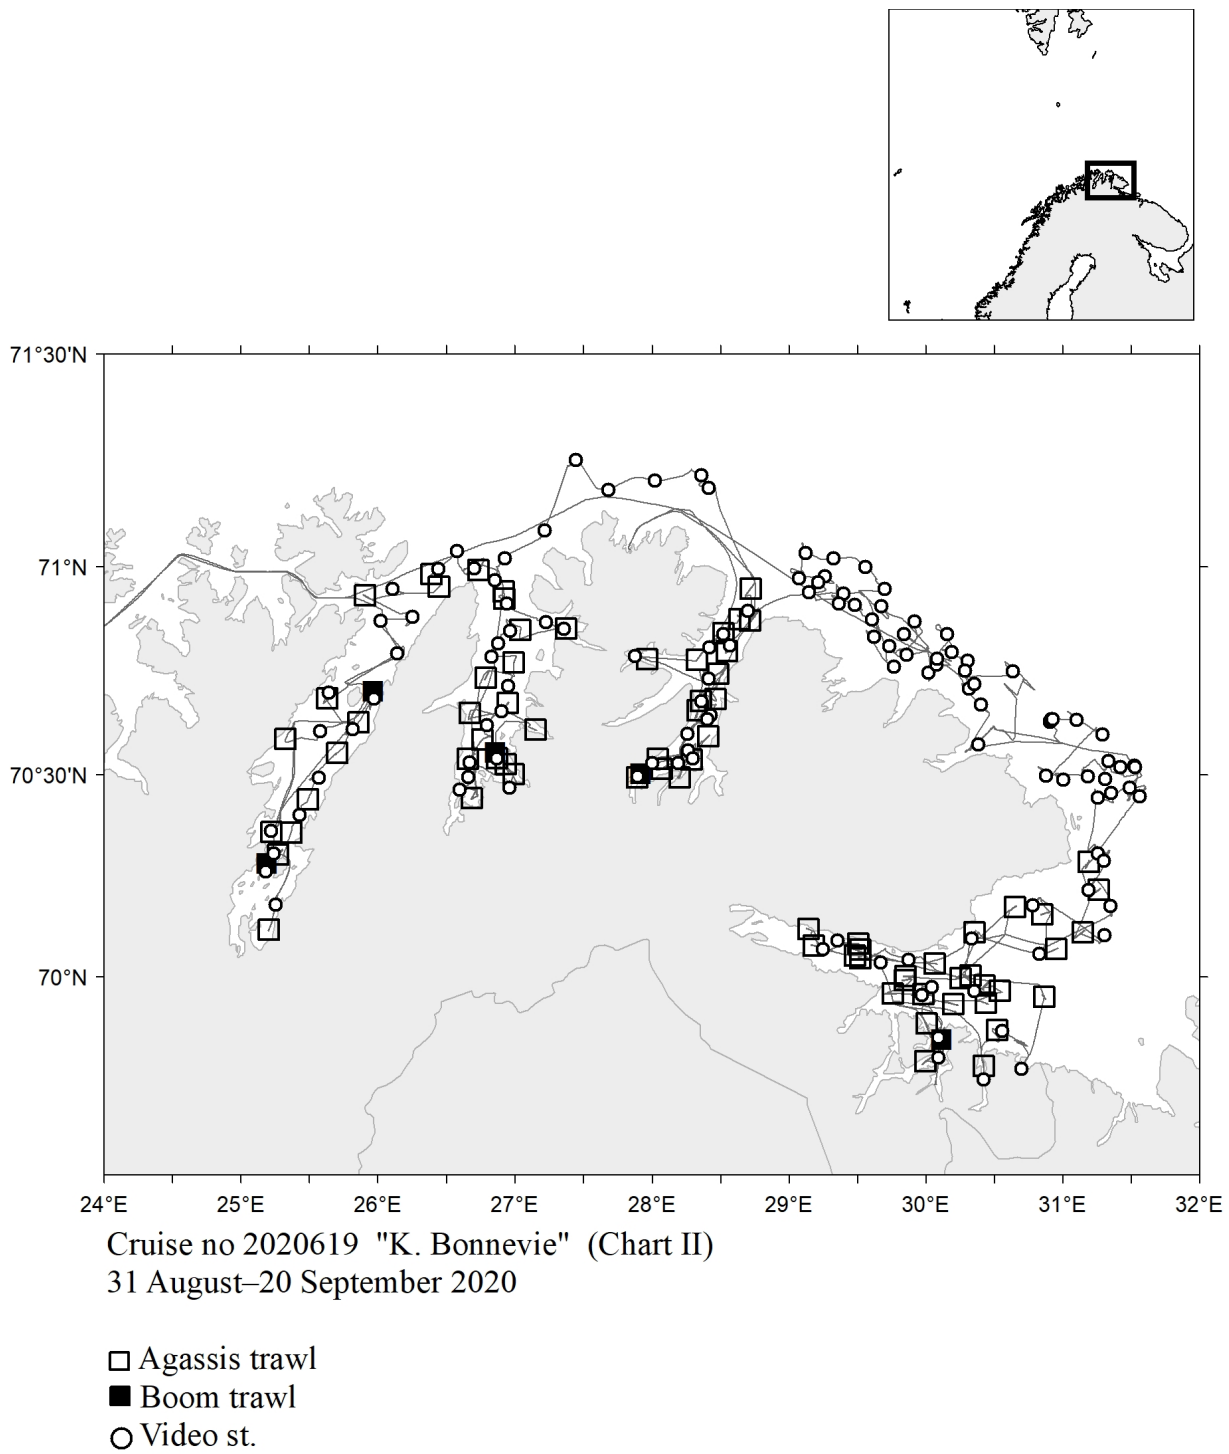 71°30'N
71°N
70°30'N
70°N
24°E 25°E 26°E 27°E 28°E 29°E 30°E 31°E 32°E
Cruise no 2020619 "K. Bonnevie" (Chart II)
31 August–20 September 2020
Agassis trawl
Boom trawl
Video st.